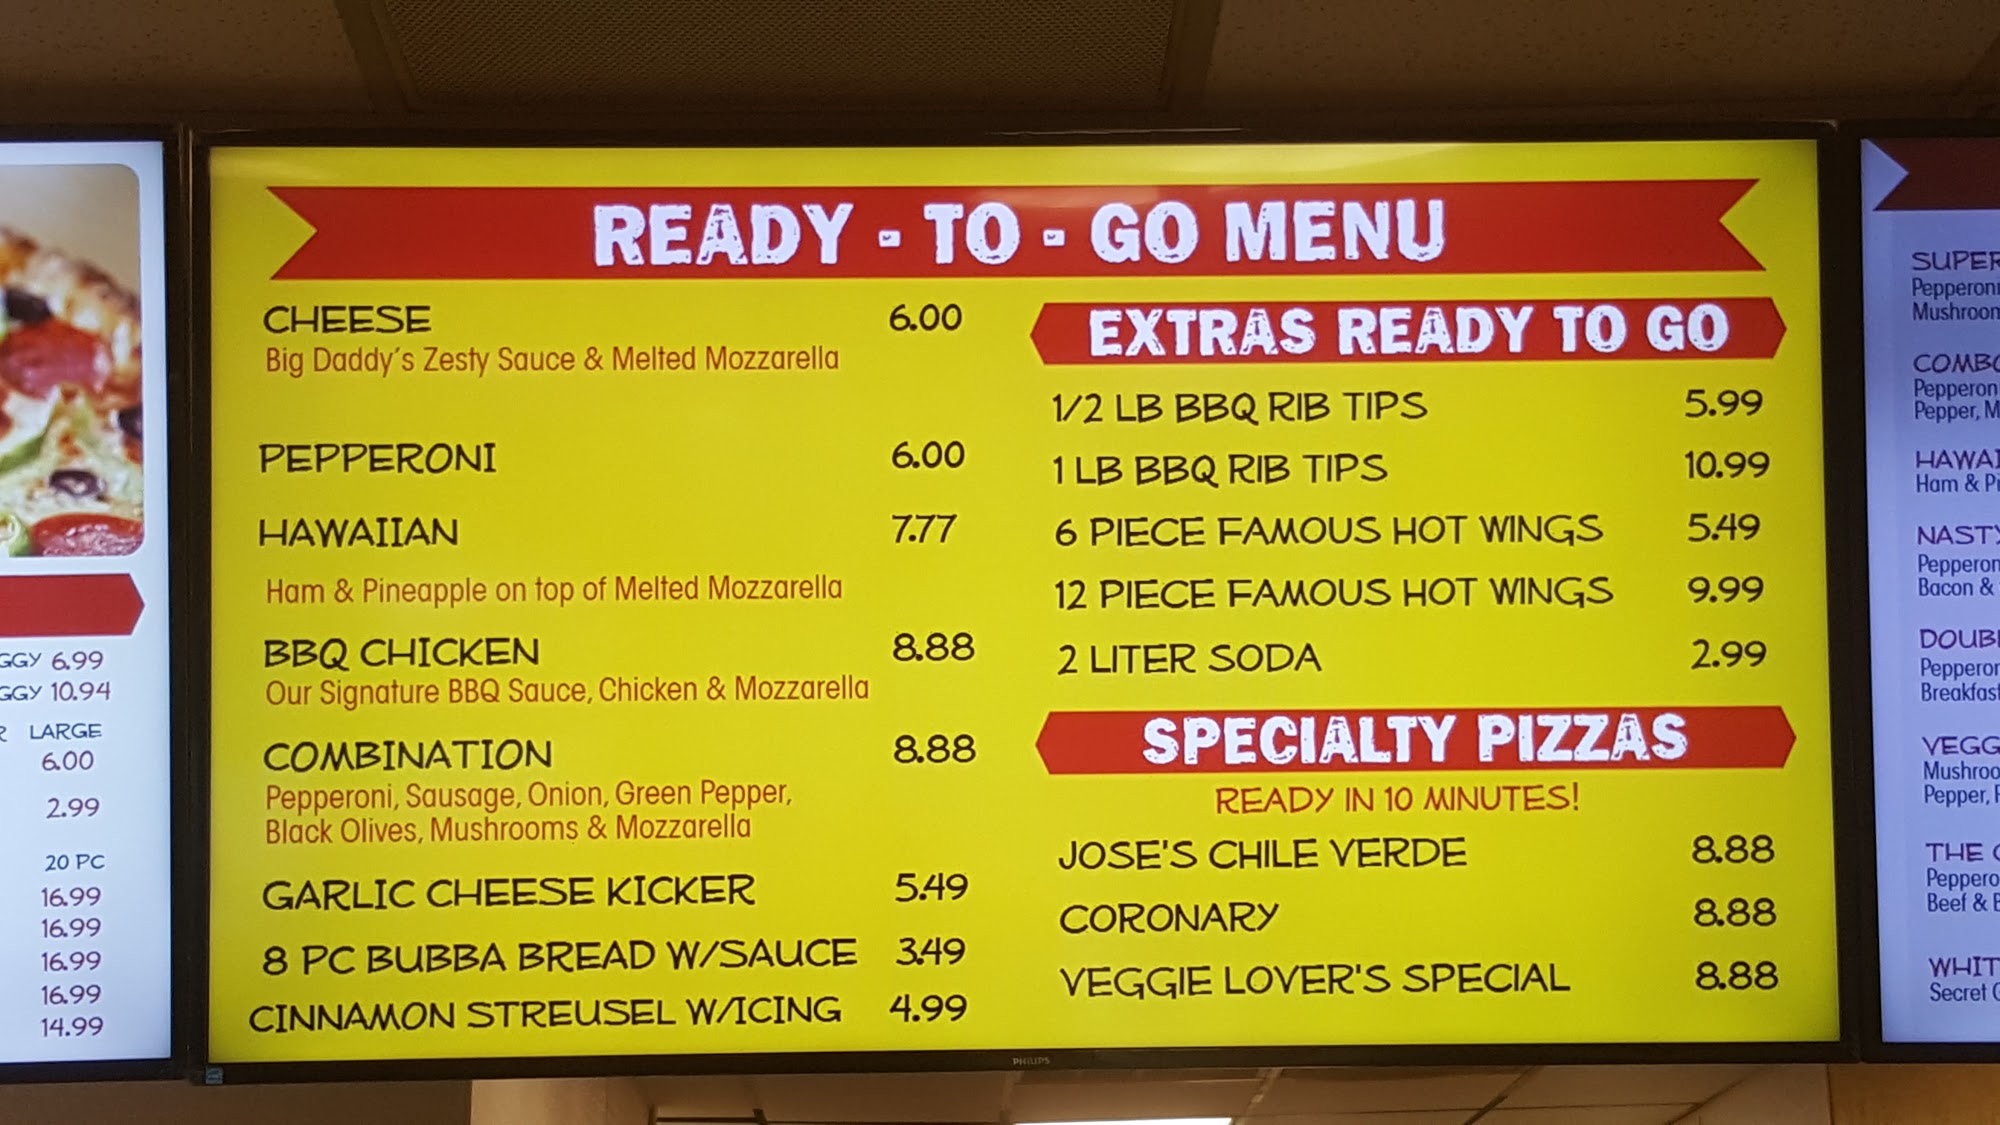 READY - TO - GO MENU
CHEESE 6.00
Big Daddy's Zesty Sauce & Melted Mozzarella
PEPPERONI 6.00
HAWAIIAN 7.77
Ham & Pineapple on top of Melted Mozzarella
BBQ CHICKEN 8.88
Our Signature BBQ Sauce, Chicken & Mozzarella
COMBINATION 8.88
Pepperoni, Sausage, Onion, Green Pepper,
Black Olives, Mushrooms & Mozzarella
GARLIC CHEESE KICKER 5.49
8 PC BUBBA BREAD W/SAUCE 3.49
CINNAMON STREUSEL W/ICING 4.99
EXTRAS READY TO GO
1/2 LB BBQ RIB TIPS 5.99
1 LB BBQ RIB TIPS 10.99
6 PIECE FAMOUS HOT WINGS 5.49
12 PIECE FAMOUS HOT WINGS 9.99
2 LITER SODA 2.99
SPECIALTY PIZZAS
READY IN 10 MINUTES!
JOSE'S CHILE VERDE 8.88
CORONARY 8.88
VEGGIE LOVER'S SPECIAL 8.88
PHILIPS
6.99
10.94
LARGE
6.00
2.99
20 PC
16.99
16.99
16.99
16.99
14.99
Ham &
Pepper,
Bacon &
THE
Beef &
Secret